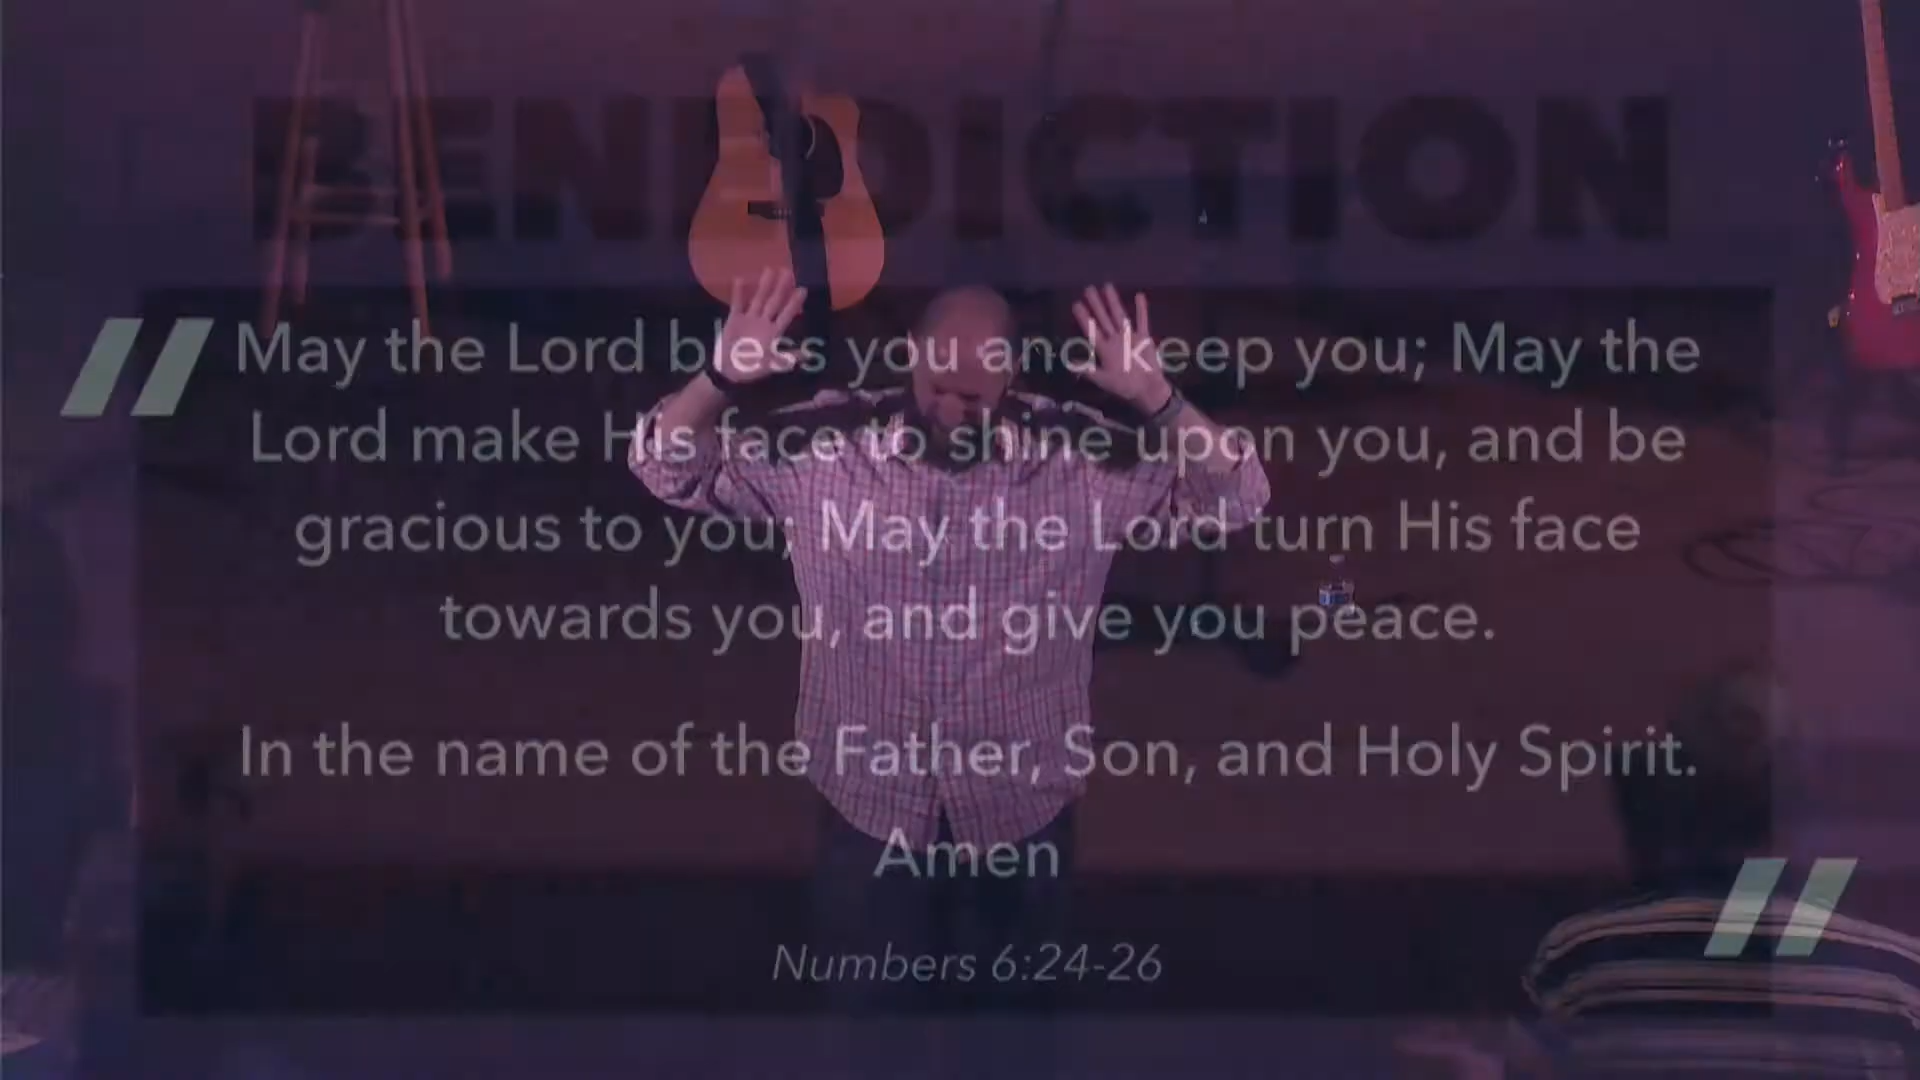 BENEDICTION
"May the Lord bless you and keep you; May the
Lord make His face to shine upon you, and be
gracious to you; May the Lord turn His face
towards you, and give you peace.
In the name of the Father, Son, and Holy Spirit.
Amen"
Numbers 6:24-26